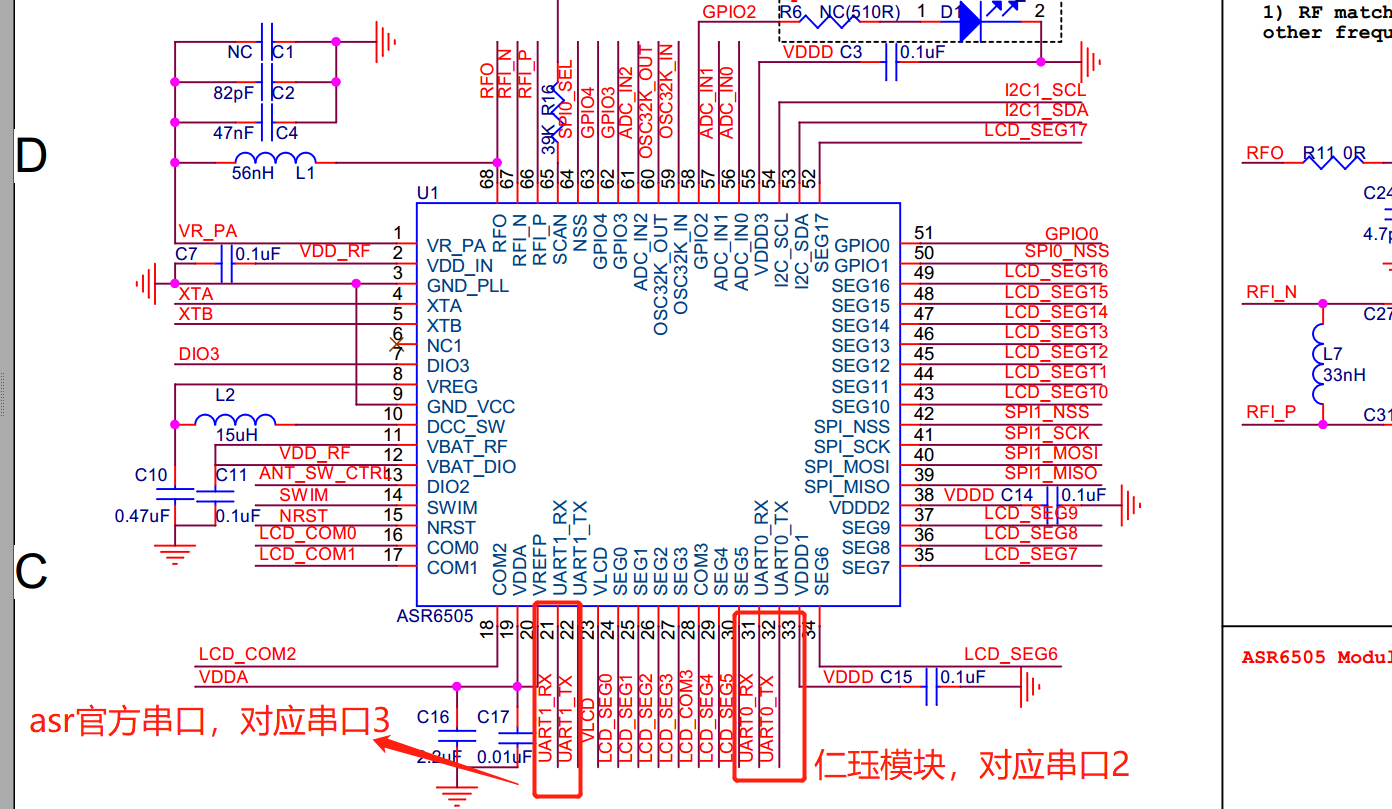 GPIO2
R6
NC(510R)
1
D1
2
1) RF match
other frequ
NC
C1
82pF
C2
47nF
C4
56nH
L1
RFO
RFI_N
RFI_P
39K
R16
SPI0_SEL
GPIO4
GPIO3
ADC_IN2
OSC32K_OUT
OSC32K_IN
ADC_IN1
ADC_IN0
VDDD
C3
0.1uF
I2C1_SCL
I2C1_SDA
LCD_SEG17
D
68
67
66
65
64
63
62
61
60
59
58
57
56
55
54
53
52
U1
RFO
RFI_N
RFI_P
SCAN
NSS
GPIO4
GPIO3
ADC_IN2
OSC32K_OUT
OSC32K_IN
GPIO2
ADC_IN1
ADC_IN0
VDDD3
I2C_SCL
I2C_SDA
SEG17
VR_PA
1
VR_PA
C7
0.1uF
VDD_RF
2
VDD_IN
3
GND_PLL
XTA
4
XTA
XTB
5
XTB
6
NC1
DIO3
7
DIO3
8
VREG
9
GND_VCC
L2
15uH
10
DCC_SW
11
VBAT_RF
VDD_RF
12
VBAT_DIO
ANT_SW_CTRL
13
DIO2
SWIM
14
SWIM
NRST
15
NRST
LCD_COM0
16
COM0
LCD_COM1
17
COM1
C10
0.47uF
C11
0.1uF
GPIO0
51
GPIO0
GPIO1
50
SPI0_NSS
SEG16
49
LCD_SEG16
SEG15
48
LCD_SEG15
SEG14
47
LCD_SEG14
SEG13
46
LCD_SEG13
SEG12
45
LCD_SEG12
SEG11
44
LCD_SEG11
SEG10
43
LCD_SEG10
SPI_NSS
42
SPI1_NSS
SPI_SCK
41
SPI1_SCK
SPI_MOSI
40
SPI1_MOSI
SPI_MISO
39
SPI1_MISO
VDDD2
38
VDDD
C14
0.1uF
SEG9
37
LCD_SEG9
SEG8
36
LCD_SEG8
SEG7
35
LCD_SEG7
RFO
R11
0R
C24
4.7p
RFI_N
C27
L7
33nH
RFI_P
C31
C
COM2
VDDA
VREFP
UART1_RX
UART1_TX
VLCD
SEG0
SEG1
SEG2
SEG3
COM3
SEG4
SEG5
UART0_RX
UART0_TX
VDDD1
SEG6
ASR6505
18
19
20
21
22
23
24
25
26
27
28
29
30
31
32
33
34
LCD_COM2
VDDA
C16
2.2uF
C17
0.01uF
UART1_RX
UART1_TX
VLCD
LCD_SEG0
LCD_SEG1
LCD_SEG2
LCD_SEG3
LCD_COM3
LCD_SEG4
LCD_SEG5
UART0_RX
UART0_TX
LCD_SEG6
VDDD
C15
0.1uF
ASR6505 Modul
asr官方串口，对应串口3
仁珏模块，对应串口2